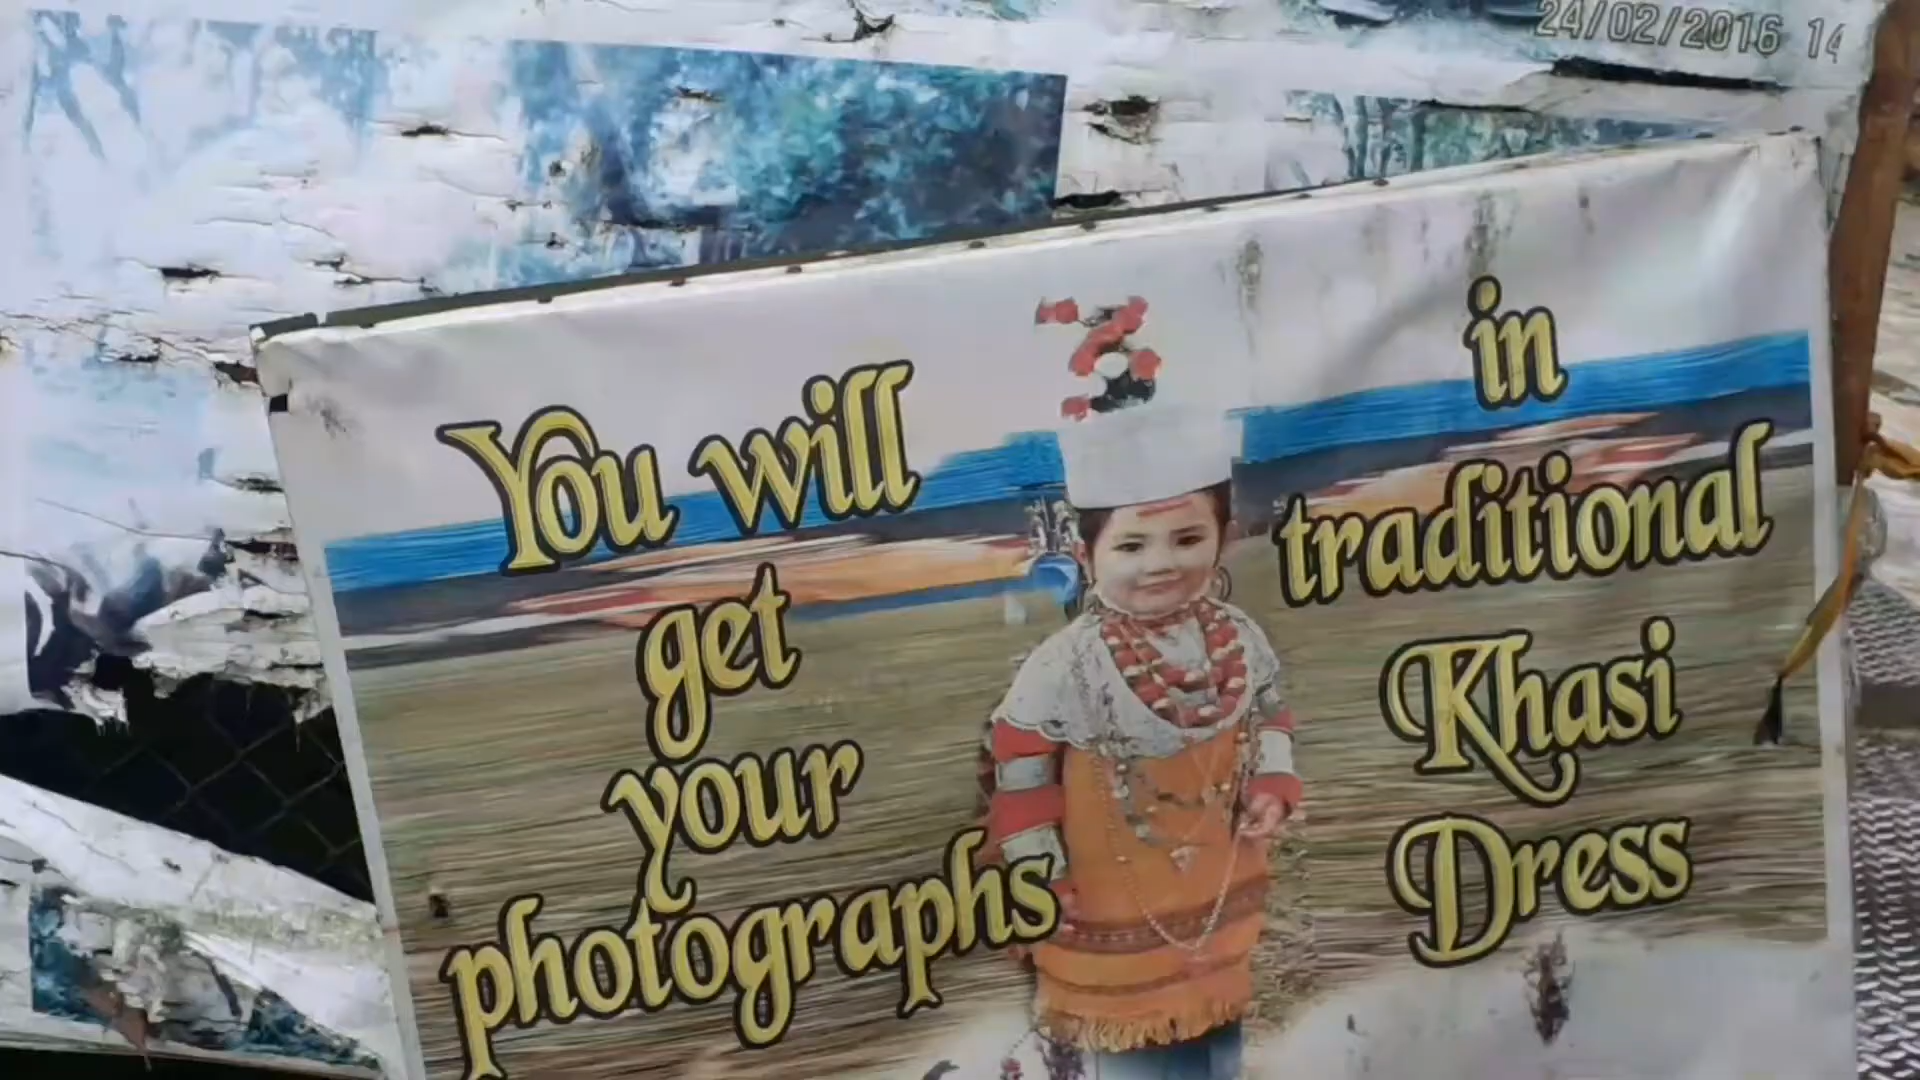 24/02/2016 14
You will
get
your
photographs
in
traditional
Khasi
Dress